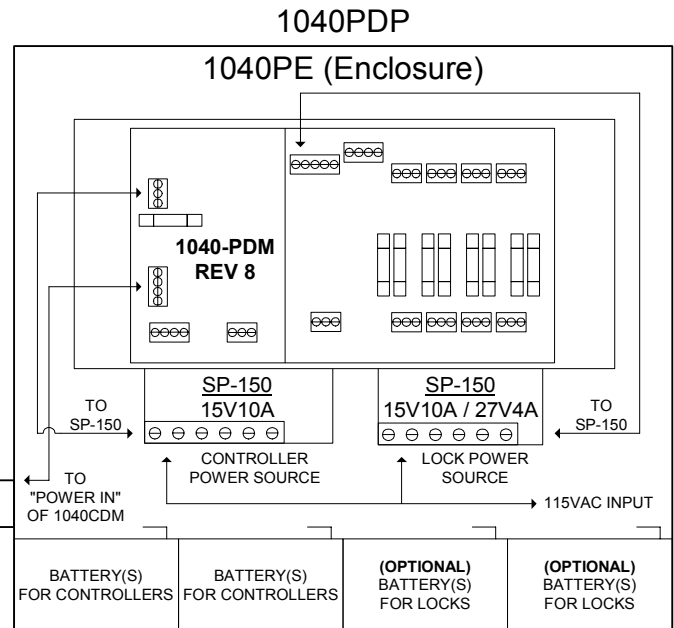 1040PDP
1040PE (Enclosure)
1040-PDM
REV 8
SP-150
15V10A
SP-150
15V10A / 27V4A
TO
SP-150
TO
SP-150
CONTROLLER
POWER SOURCE
LOCK POWER
SOURCE
TO
"POWER IN"
OF 1040CDM
115VAC INPUT
BATTERY(S)
FOR CONTROLLERS
BATTERY(S)
FOR CONTROLLERS
(OPTIONAL)
BATTERY(S)
FOR LOCKS
(OPTIONAL)
BATTERY(S)
FOR LOCKS